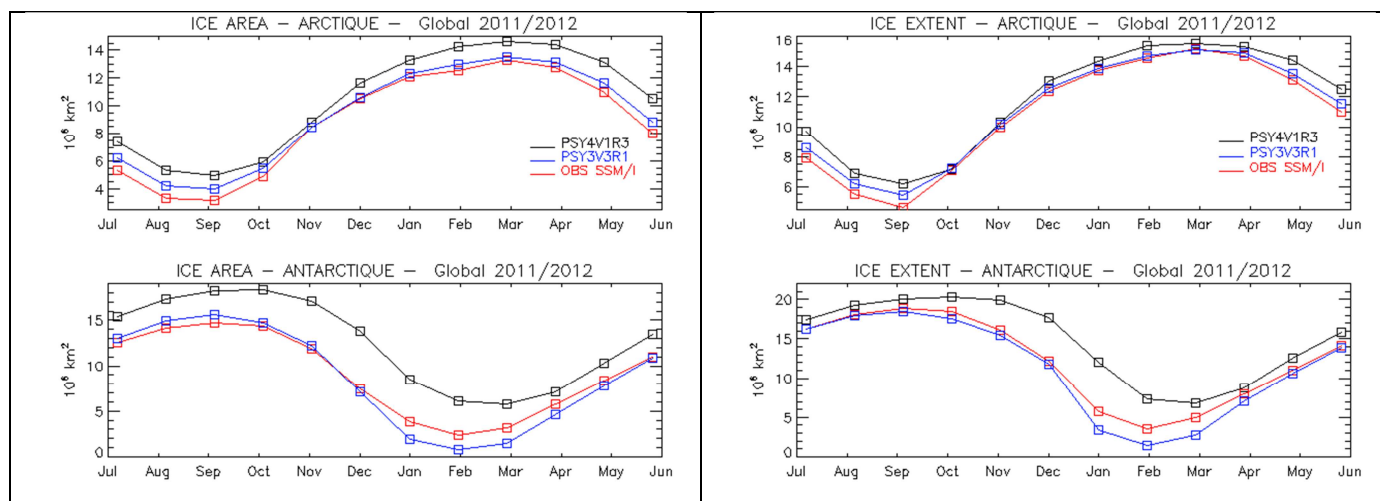 ICE AREA – ARCTIQUE – Global 2011/2012
14
12
10
8
6
4
10⁶ km²
PSY4V1R3
PSY3V3R1
OBS SSM/I
Jul Aug Sep Oct Nov Dec Jan Feb Mar Apr May Jun
ICE EXTENT – ARCTIQUE – Global 2011/2012
16
14
12
10
8
6
10⁶ km²
PSY4V1R3
PSY3V3R1
OBS SSM/I
Jul Aug Sep Oct Nov Dec Jan Feb Mar Apr May Jun
ICE AREA – ANTARCTIQUE – Global 2011/2012
15
10
5
0
10⁶ km²
Jul Aug Sep Oct Nov Dec Jan Feb Mar Apr May Jun
ICE EXTENT – ANTARCTIQUE – Global 2011/2012
20
15
10
5
0
10⁶ km²
Jul Aug Sep Oct Nov Dec Jan Feb Mar Apr May Jun